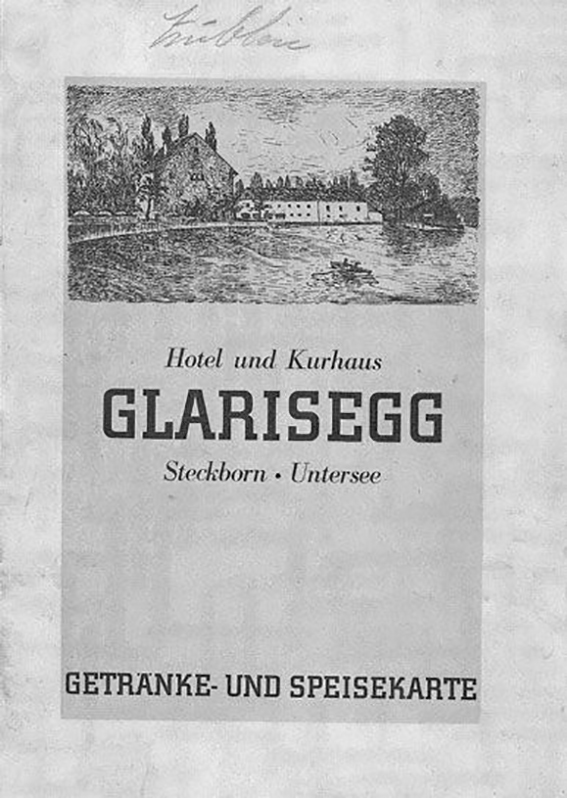 Hotel und Kurhaus
GLARISEGG
Steckborn • Untersee
GETRÄNKE- UND SPEISEKARTE